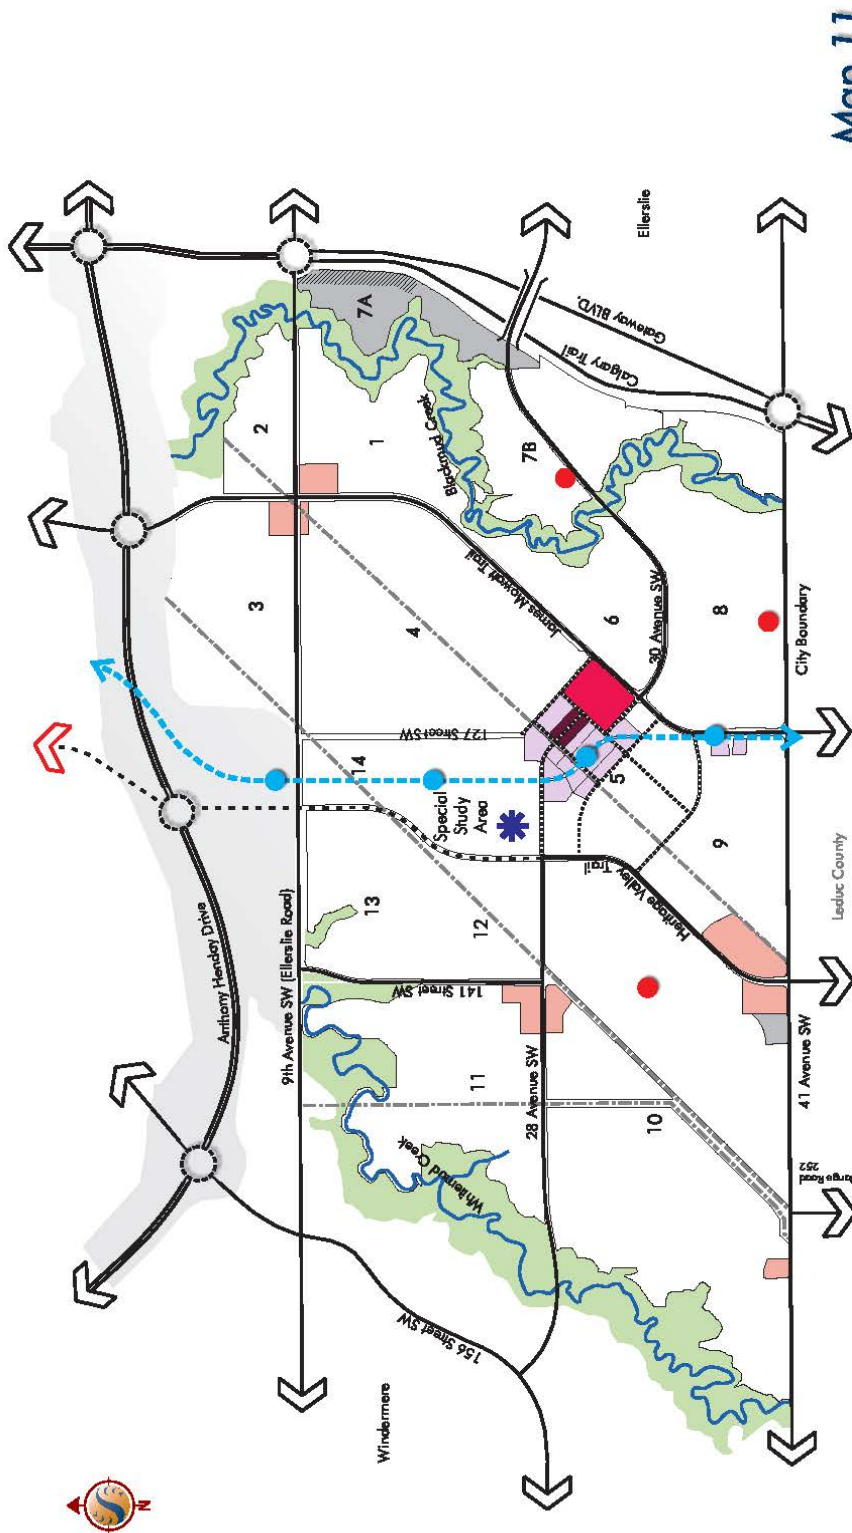 Map 11
N
Ellerslie
Gateway BLVD.
Calgary Trail
7A
2
1
Blackmud Creek
7B
3
4
James Mowatt Trail
6
30 Avenue SW
8
City Boundary
127 Street SW
14
Special
Study
Area
5
9
Heritage Valley
Trail
Leduc County
Anthony Henday Drive
9th Avenue SW (Ellerslie Road)
13
12
141 Street SW
11
28 Avenue SW
10
41 Avenue SW
Range Road
252
Whitemud Creek
156 Street SW
Windermere